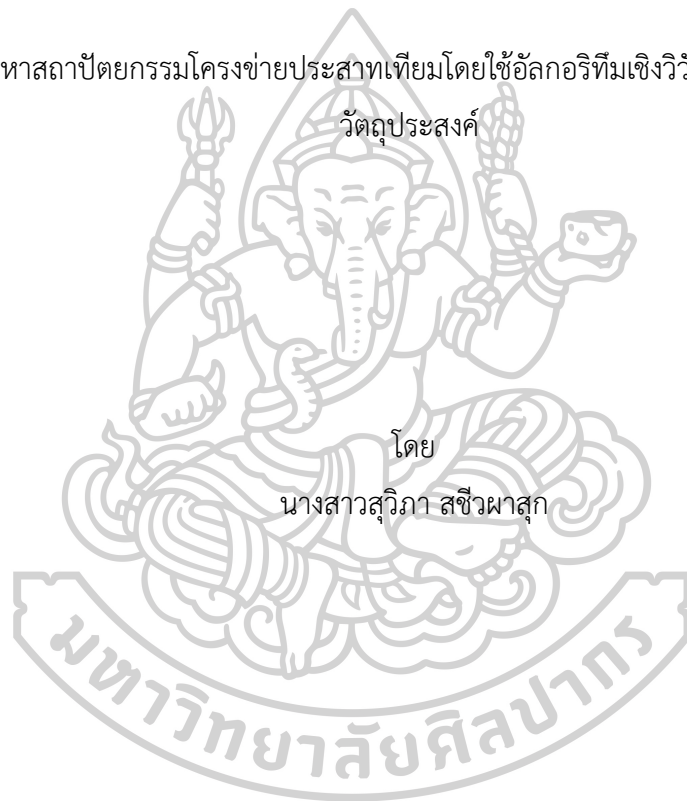 หาสถาปัตยกรรมโครงข่ายประสาทเทียมโดยใช้อัลกอริทึมเชิงวิวั
วัตถุประสงค์
โดย
นางสาวสุวิภา สชีวผาสุก
มหาวิทยาลัยศิลปากร